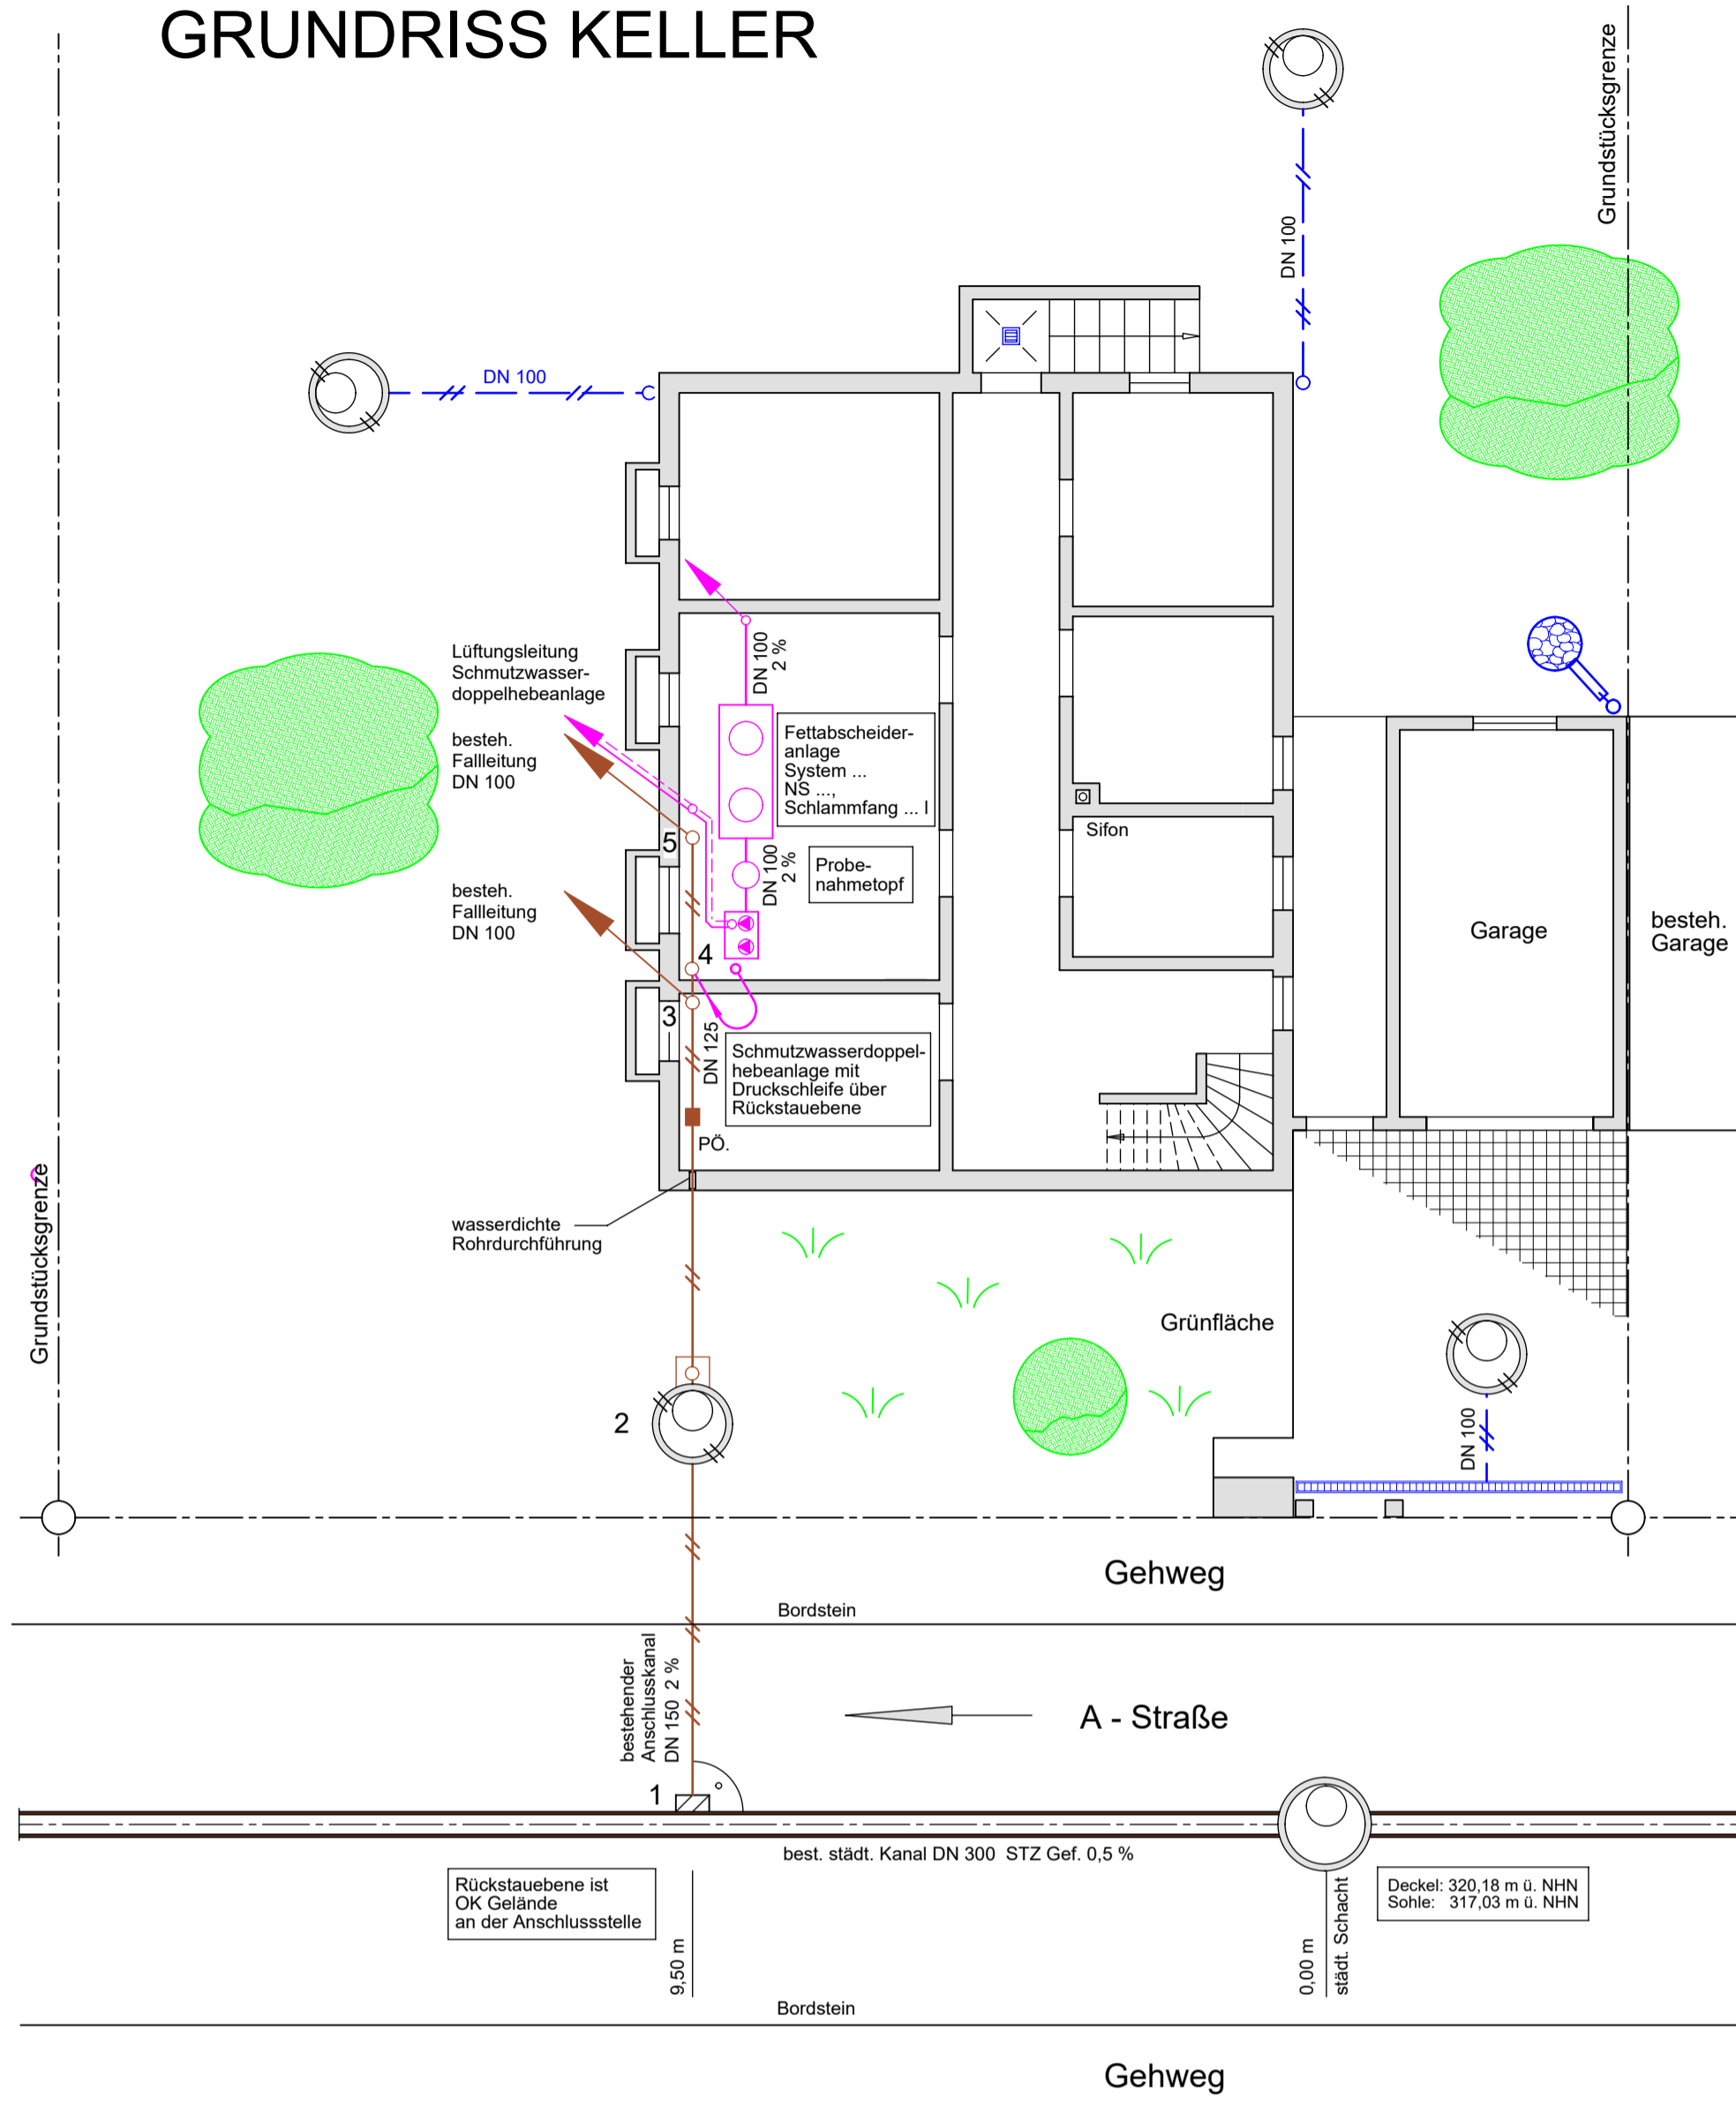 GRUNDRISS KELLER
Grundstücksgrenze
DN 100
DN 100
Lüftungsleitung
Schmutzwasser-
doppelhebeanlage
besteh.
Fallleitung
DN 100
besteh.
Fallleitung
DN 100
DN 100
2 %
Fettabscheider-
anlage
System ...
NS ...,
Schlammfang ... l
5
DN 100
2 %
Probe-
nahmetopf
Sifon
Garage
besteh.
Garage
4
3
DN 125
Schmutzwasserdoppel-
hebeanlage mit
Druckschleife über
Rückstauebene
PÖ.
Grundstücksgrenze
wasserdichte
Rohrdurchführung
Grünfläche
2
DN 100
Gehweg
Bordstein
bestehender
Anschlusskanal
DN 150 2 %
A - Straße
1
best. städt. Kanal DN 300 STZ Gef. 0,5 %
Rückstauebene ist
OK Gelände
an der Anschlussstelle
Deckel: 320,18 m ü. NHN
Sohle: 317,03 m ü. NHN
9,50 m
0,00 m
städt. Schacht
Bordstein
Gehweg